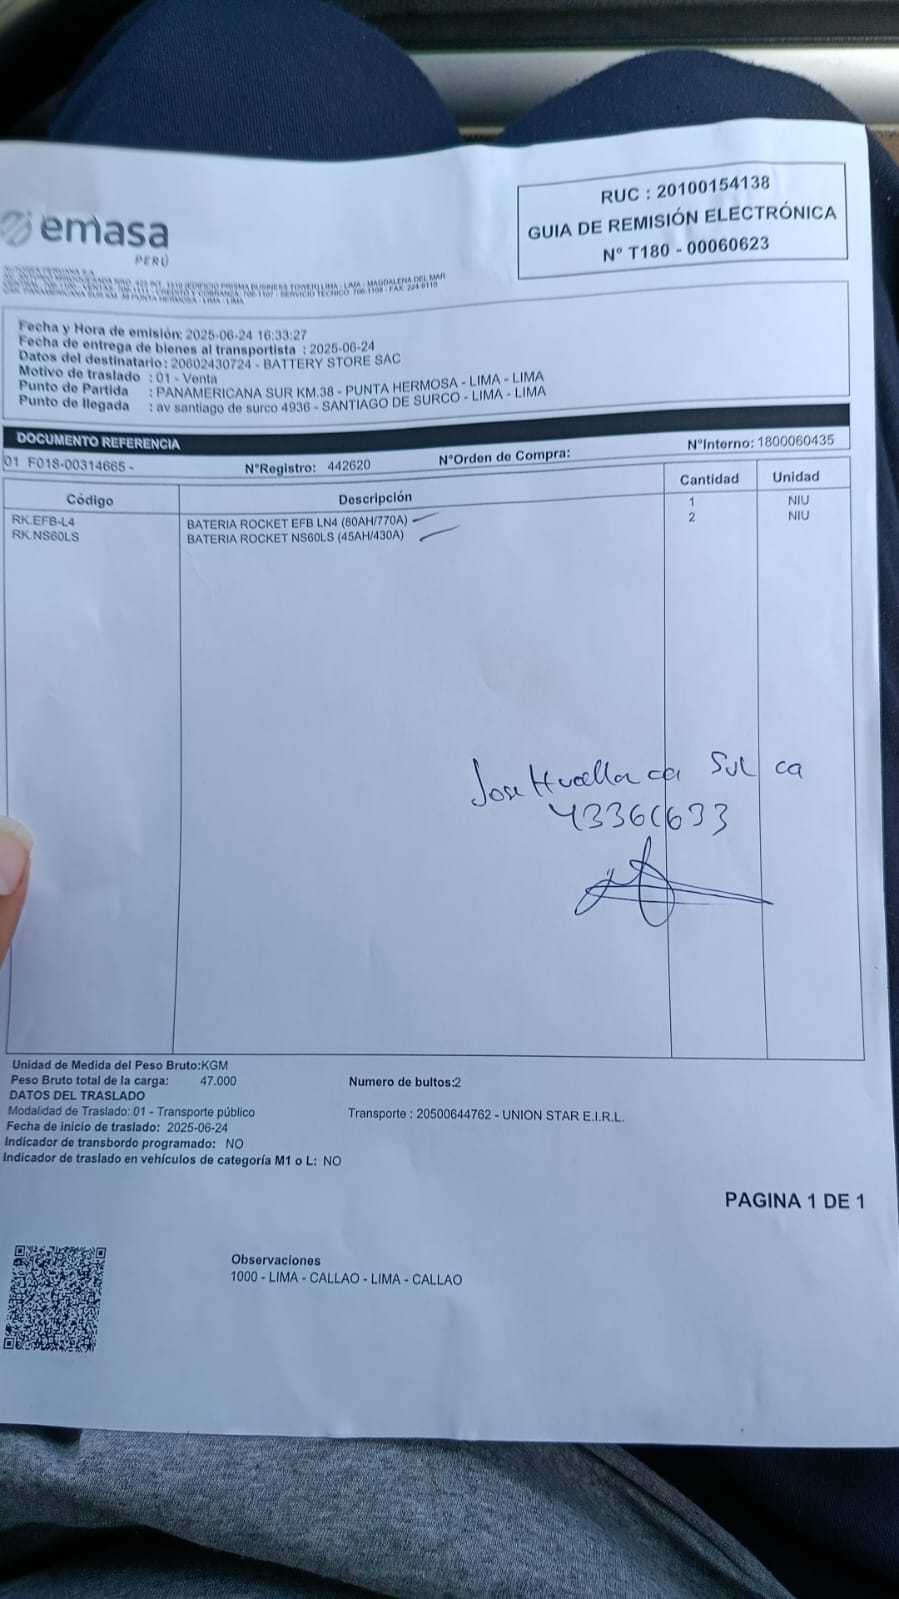 emasa
PERÚ
RUC : 20100154138
GUIA DE REMISIÓN ELECTRÓNICA
N° T180 - 00060623
Fecha y Hora de emisión: 2025-06-24 16:33:27
Fecha de entrega de bienes al transportista : 2025-06-24
Datos del destinatario: 20602430724 - BATTERY STORE SAC
Motivo de traslado : 01 - Venta
Punto de Partida : PANAMERICANA SUR KM.38 - PUNTA HERMOSA - LIMA - LIMA
Punto de llegada : av santiago de surco 4936 - SANTIAGO DE SURCO - LIMA - LIMA
DOCUMENTO REFERENCIA
01 F018-00314665 - N°Registro: 442620 N°Orden de Compra: N°Interno: 1800060435
Código Descripción Cantidad Unidad
RK.EFB-L4 BATERIA ROCKET EFB LN4 (80AH/770A) 1 NIU
RK.NS60LS BATERIA ROCKET NS60LS (45AH/430A) 2 NIU
Jose Sulca
43366633
Unidad de Medida del Peso Bruto:KGM
Peso Bruto total de la carga: 47.000 Numero de bultos:2
DATOS DEL TRASLADO
Modalidad de Traslado: 01 - Transporte público Transporte : 20500644762 - UNION STAR E.I.R.L.
Fecha de inicio de traslado: 2025-06-24
Indicador de transbordo programado: NO
Indicador de traslado en vehículos de categoría M1 o L: NO
PAGINA 1 DE 1
Observaciones
1000 - LIMA - CALLAO - LIMA - CALLAO